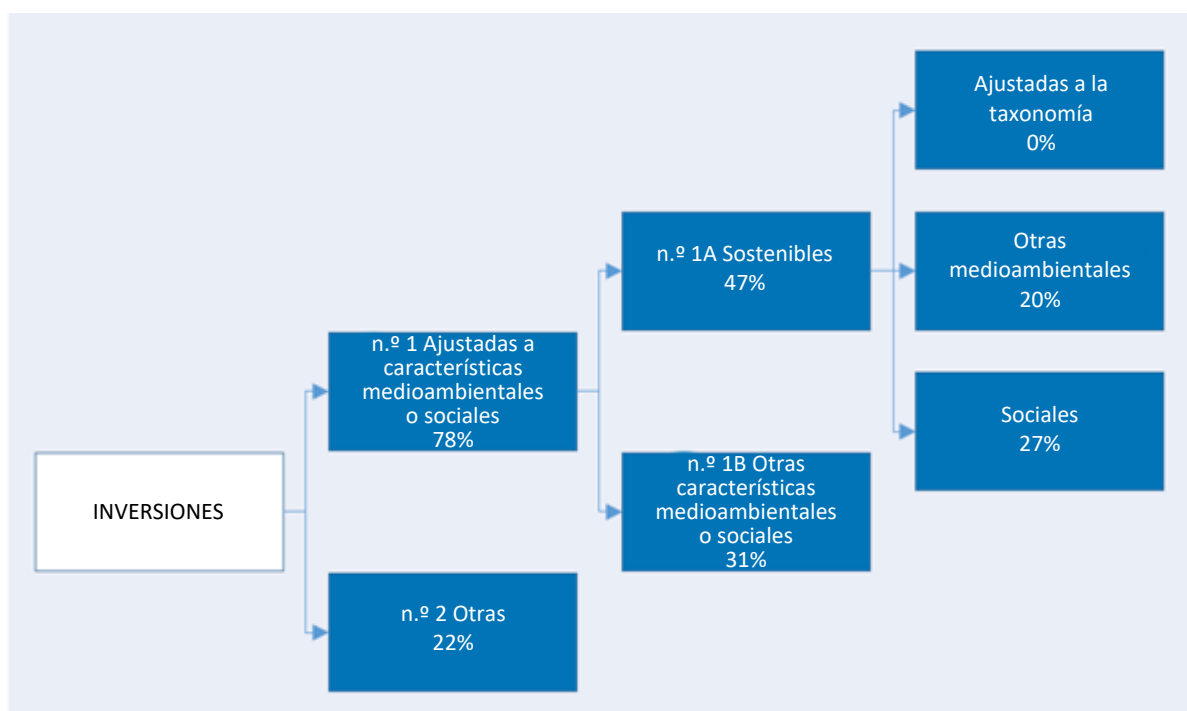 INVERSIONES
n.º 1 Ajustadas a
características
medioambientales
o sociales
78%
n.º 2 Otras
22%
n.º 1A Sostenibles
47%
n.º 1B Otras
características
medioambientales
o sociales
31%
Ajustadas a la
taxonomía
0%
Otras
medioambientales
20%
Sociales
27%